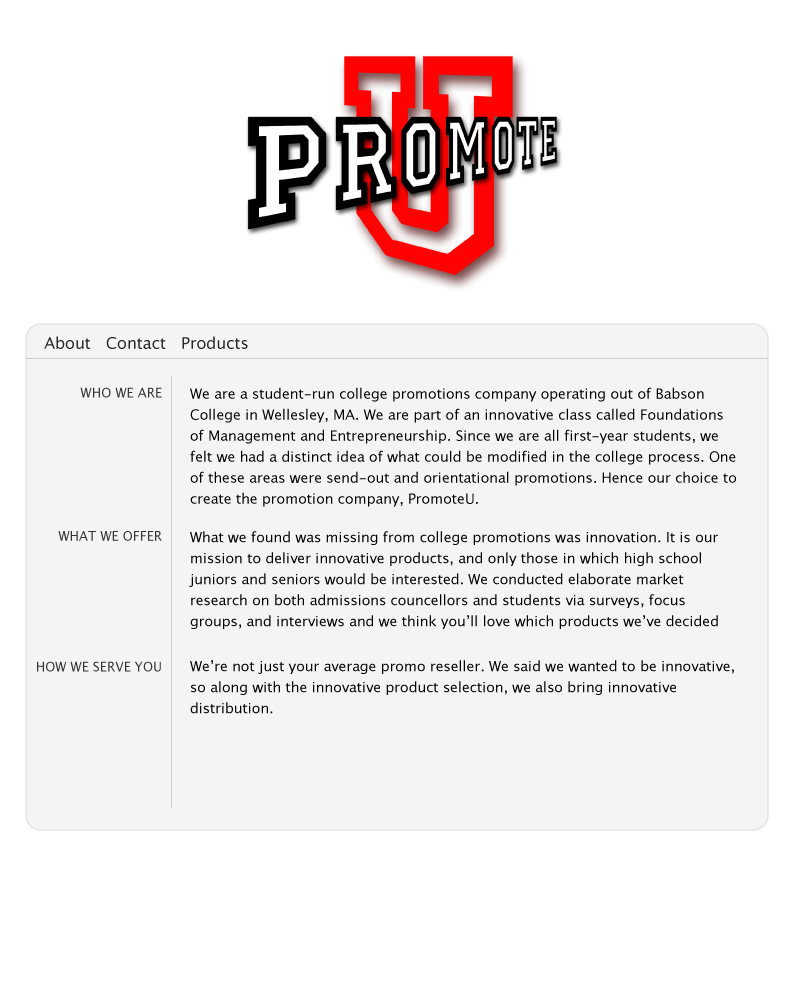 PROMOTE
U
About Contact Products
WHO WE ARE
We are a student-run college promotions company operating out of Babson
College in Wellesley, MA. We are part of an innovative class called Foundations
of Management and Entrepreneurship. Since we are all first-year students, we
felt we had a distinct idea of what could be modified in the college process. One
of these areas were send-out and orientational promotions. Hence our choice to
create the promotion company, PromoteU.
WHAT WE OFFER
What we found was missing from college promotions was innovation. It is our
mission to deliver innovative products, and only those in which high school
juniors and seniors would be interested. We conducted elaborate market
research on both admissions councellors and students via surveys, focus
groups, and interviews and we think you’ll love which products we’ve decided
HOW WE SERVE YOU
We’re not just your average promo reseller. We said we wanted to be innovative,
so along with the innovative product selection, we also bring innovative
distribution.